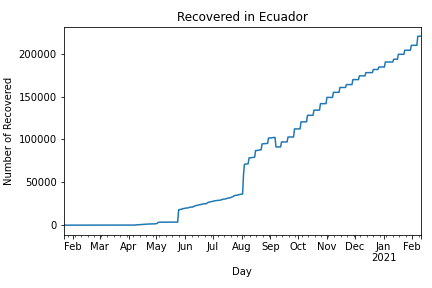 Recovered in Ecuador
200000
150000
100000
50000
0
Number of Recovered
Feb Mar Apr May Jun Jul Aug Sep Oct Nov Dec Jan Feb
2021
Day